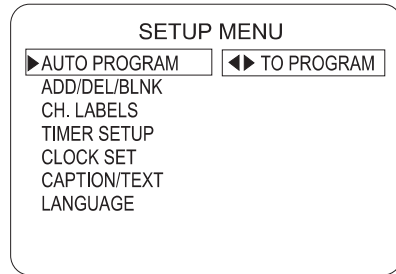 SETUP MENU
▶AUTO PROGRAM ◀▶ TO PROGRAM
ADD/DEL/BLNK
CH. LABELS
TIMER SETUP
CLOCK SET
CAPTION/TEXT
LANGUAGE